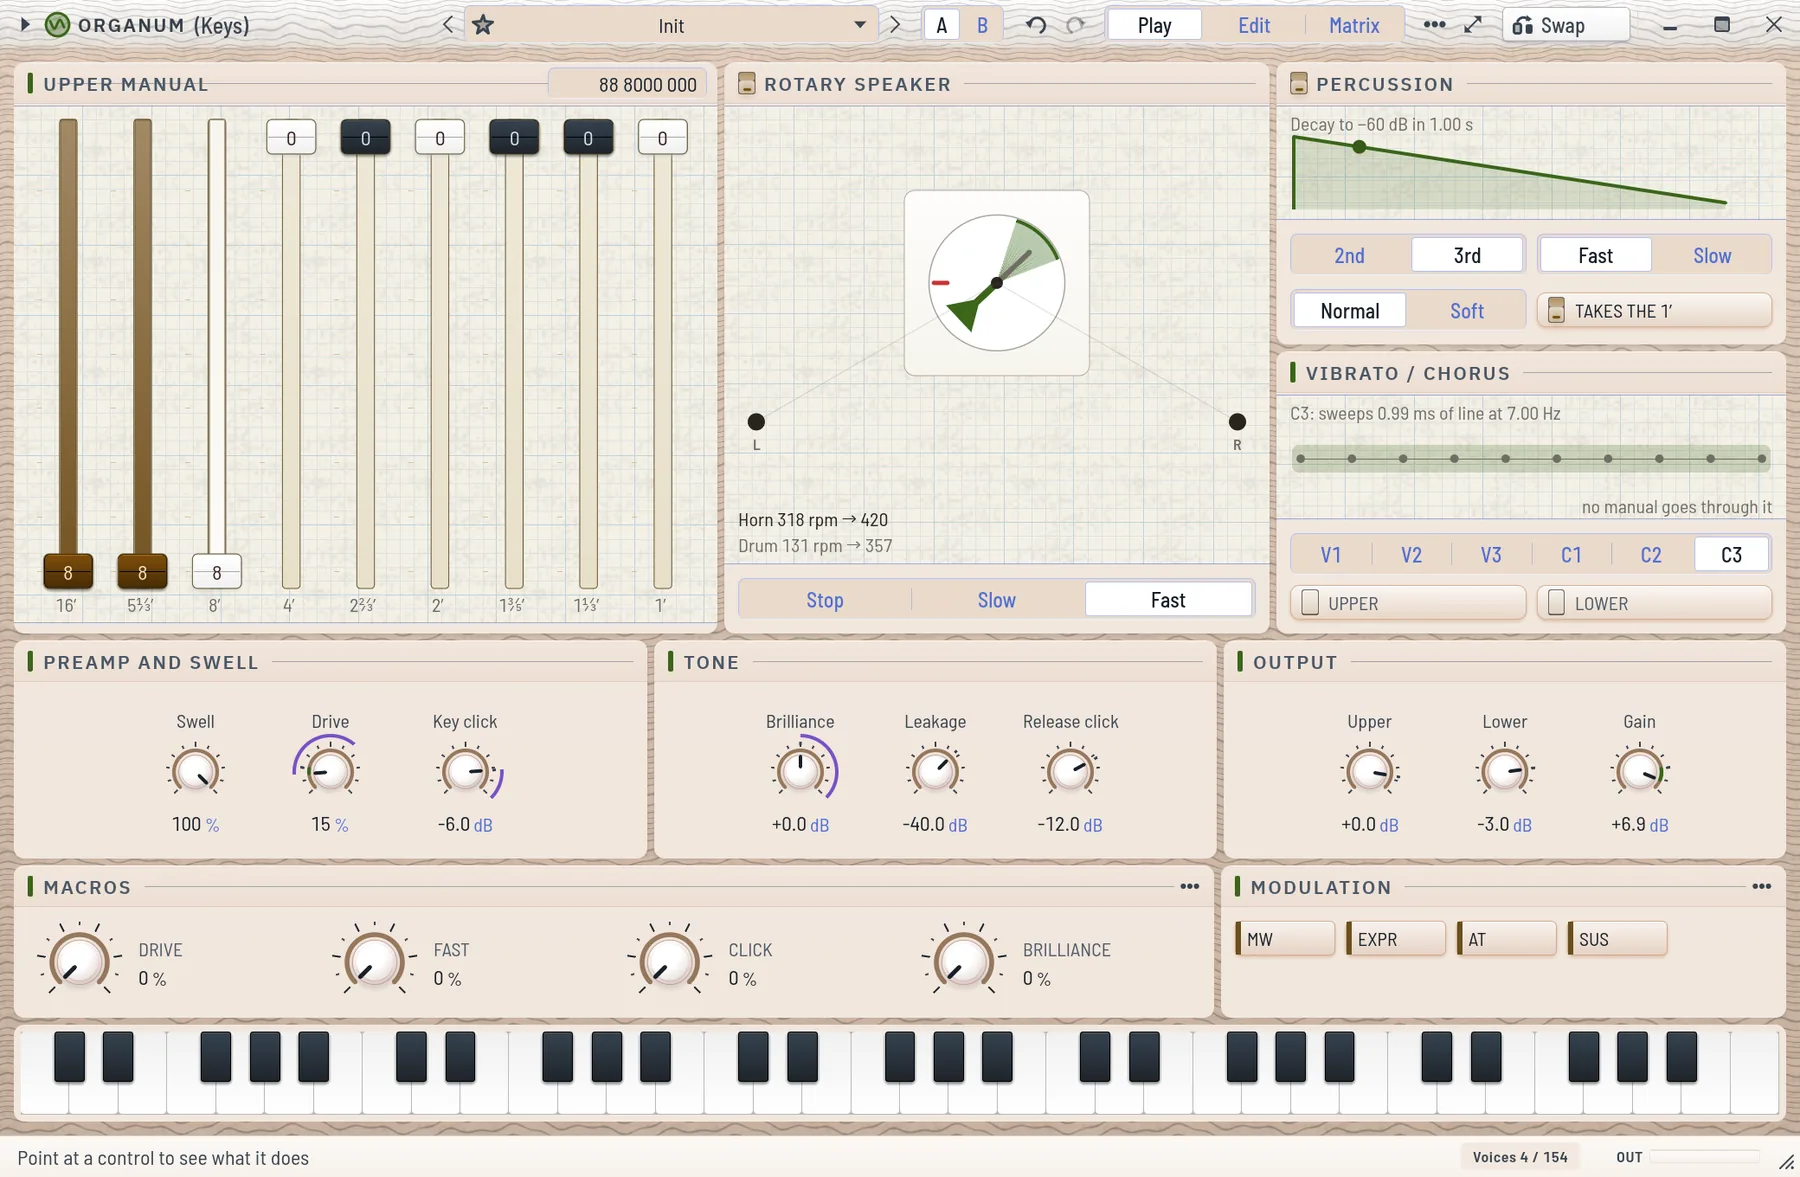 ORGANUM (Keys)
Init
A B
Play Edit Matrix
Swap
UPPER MANUAL
88 8000 000
0 0 0 0 0 0
8 8 8
16′ 5⅓′ 8′ 4′ 2⅔′ 2′ 1⅗′ 1⅓′ 1′
ROTARY SPEAKER
L R
Horn 318 rpm → 420
Drum 131 rpm → 357
Stop Slow Fast
PERCUSSION
Decay to −60 dB in 1.00 s
2nd 3rd Fast Slow
Normal Soft TAKES THE 1′
VIBRATO / CHORUS
C3: sweeps 0.99 ms of line at 7.00 Hz
no manual goes through it
V1 V2 V3 C1 C2 C3
UPPER LOWER
PREAMP AND SWELL
Swell Drive Key click
100 % 15 % -6.0 dB
TONE
Brilliance Leakage Release click
+0.0 dB -40.0 dB -12.0 dB
OUTPUT
Upper Lower Gain
+0.0 dB -3.0 dB +6.9 dB
MACROS
DRIVE
0 %
FAST
0 %
CLICK
0 %
BRILLIANCE
0 %
MODULATION
MW EXPR AT SUS
Point at a control to see what it does
Voices 4 / 154
OUT